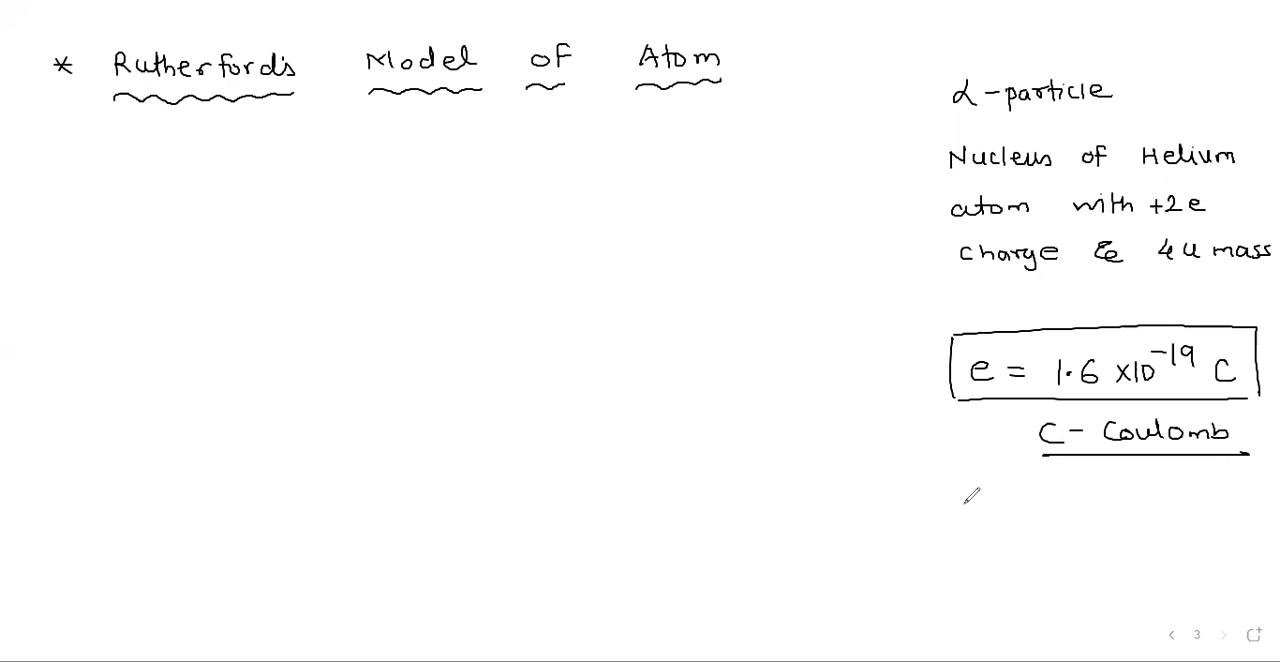 * Rutherford's Model of Atom
α-particle
Nucleus of Helium
atom with +2e
charge & 4u mass
e = 1.6 ×10⁻¹⁹ C
C - Coulomb
< 3 >